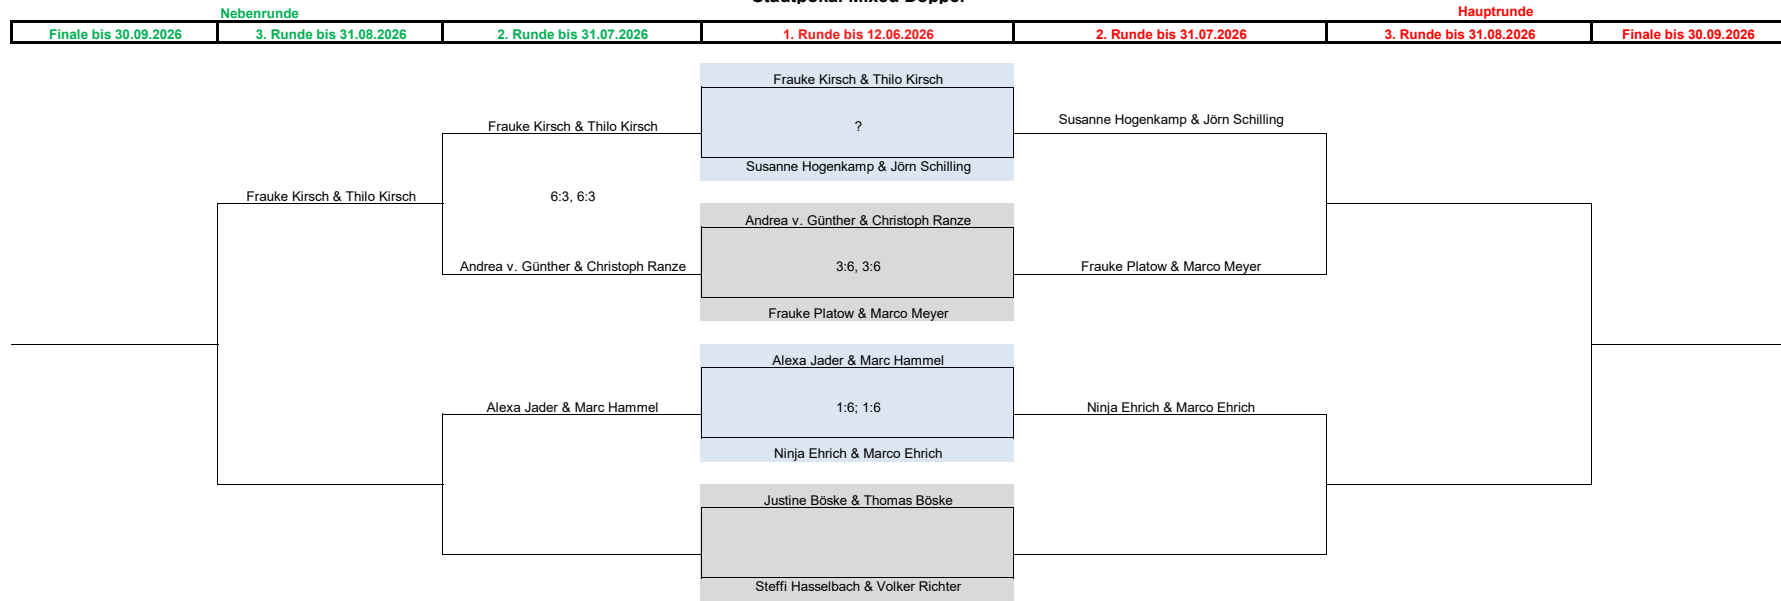 Stadtpokal Mixed Doppel
Nebenrunde
Hauptrunde
Finale bis 30.09.2026
3. Runde bis 31.08.2026
2. Runde bis 31.07.2026
1. Runde bis 12.06.2026
2. Runde bis 31.07.2026
3. Runde bis 31.08.2026
Finale bis 30.09.2026
Frauke Kirsch & Thilo Kirsch
Susanne Hogenkamp & Jörn Schilling
Frauke Kirsch & Thilo Kirsch
?
Susanne Hogenkamp & Jörn Schilling
Frauke Kirsch & Thilo Kirsch
6:3, 6:3
Andrea v. Günther & Christoph Ranze
Andrea v. Günther & Christoph Ranze
3:6, 3:6
Frauke Platow & Marco Meyer
Frauke Platow & Marco Meyer
Alexa Jader & Marc Hammel
Alexa Jader & Marc Hammel
1:6; 1:6
Ninja Ehrich & Marco Ehrich
Ninja Ehrich & Marco Ehrich
Justine Böske & Thomas Böske
Steffi Hasselbach & Volker Richter